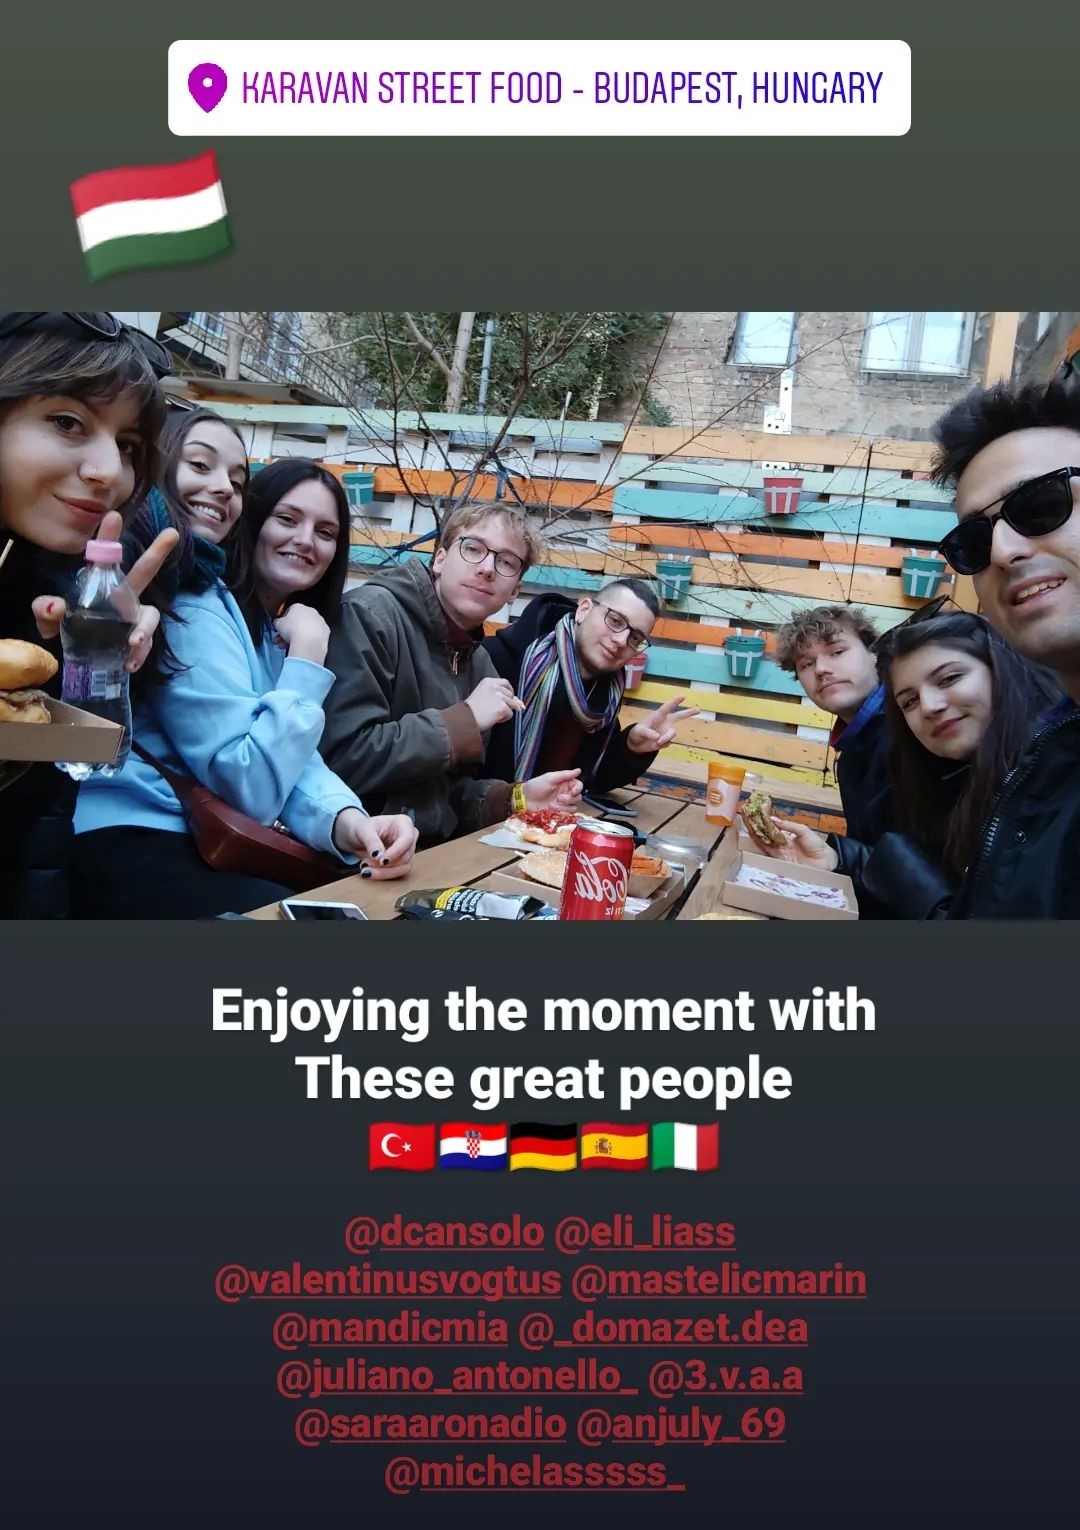 KARAVAN STREET FOOD - BUDAPEST, HUNGARY
Cola
Enjoying the moment with
These great people
@dcansolo @eli_liass
@valentinusvogtus @mastelicmarin
@mandicmia @_domazet.dea
@juliano_antonello_ @3.v.a.a
@saraaronadio @anjuly_69
@michelasssss_